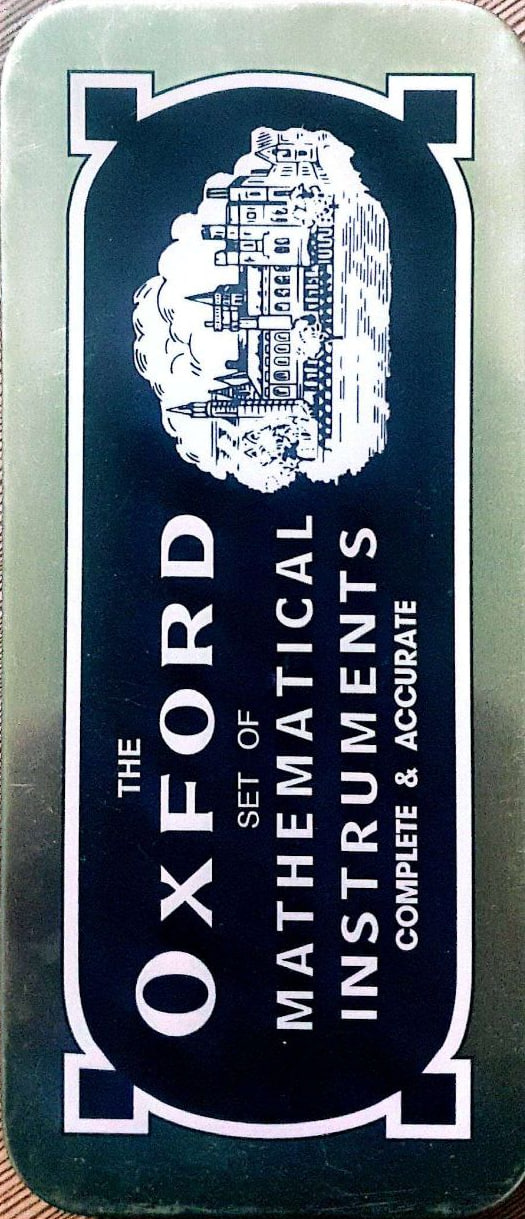 THE
OXFORD
SET OF
MATHEMATICAL
INSTRUMENTS
COMPLETE & ACCURATE